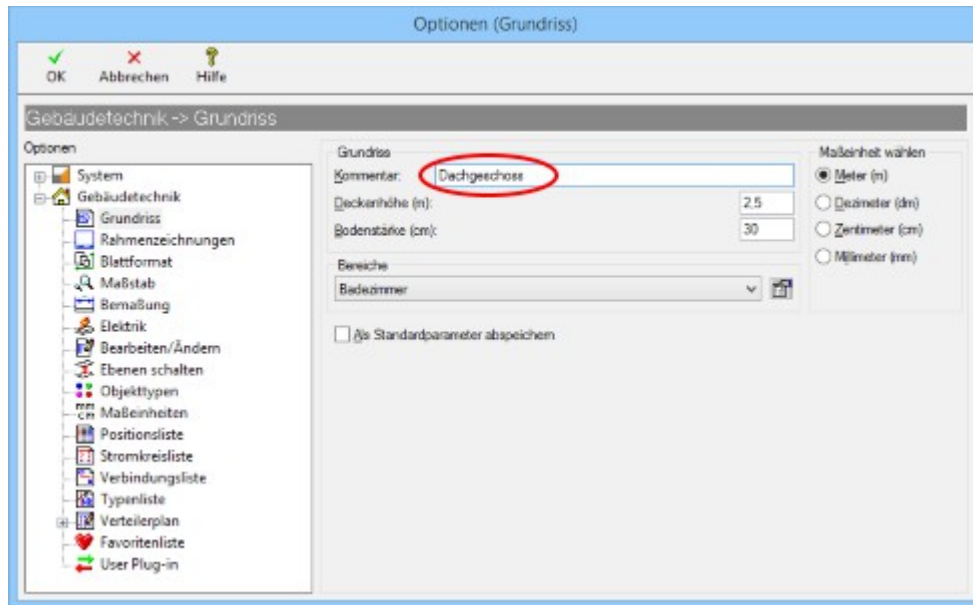 Optionen (Grundriss)
OK Abbrechen Hilfe
Gebäudetechnik -> Grundriss
Optionen
System
Gebäudetechnik
Grundriss
Rahmenzeichnungen
Blattformat
Maßstab
Bemaßung
Elektrik
Bearbeiten/Ändern
Ebenen schalten
Objekttypen
Maßeinheiten
Positionsliste
Stromkreisliste
Verbindungsliste
Typenliste
Verteilerplan
Favoritenliste
User Plug-in
Grundriss
Kommentar: Dachgeschoss
Deckenhöhe (m): 2,5
Bodenstärke (cm): 30
Bereiche
Badezimmer
Als Standardparameter abspeichern
Maßeinheit wählen
Meter (m)
Dezimeter (dm)
Zentimeter (cm)
Millimeter (mm)